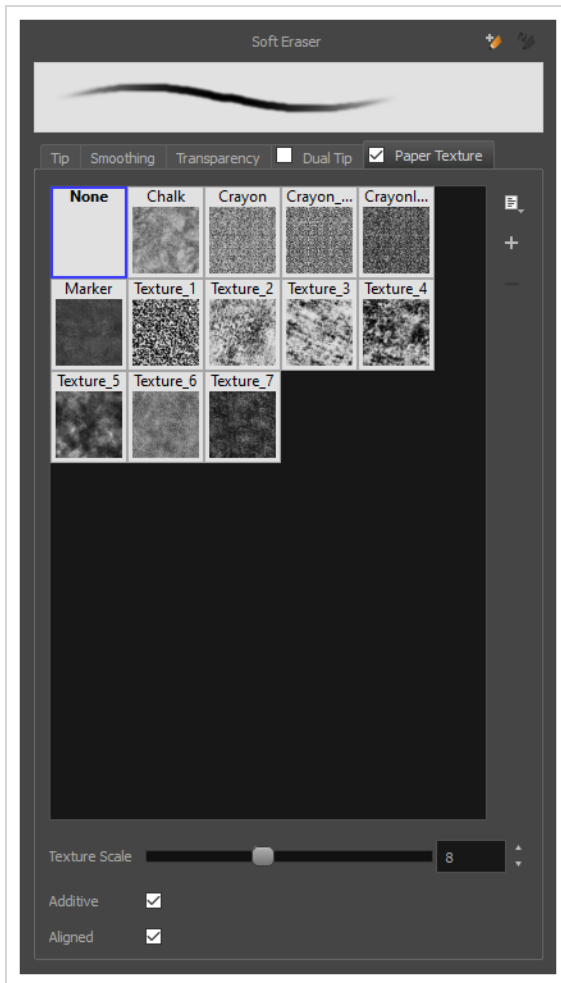 Soft Eraser
Tip Smoothing Transparency Dual Tip Paper Texture
None Chalk Crayon Crayon_... Crayonl...
Marker Texture_1 Texture_2 Texture_3 Texture_4
Texture_5 Texture_6 Texture_7
Texture Scale 8
Additive
Aligned